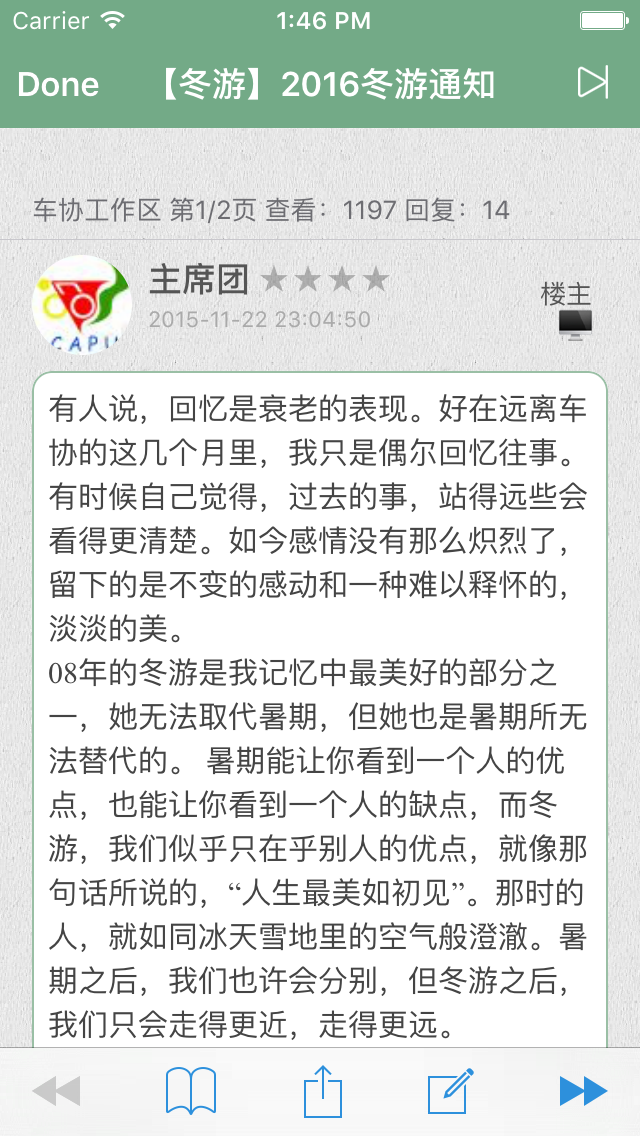 Carrier 1:46 PM
Done 【冬游】2016冬游通知
车协工作区 第1/2页 查看：1197 回复：14
主席团 ★★★★
楼主
2015-11-22 23:04:50
CAPU
有人说，回忆是衰老的表现。好在远离车
协的这几个月里，我只是偶尔回忆往事。
有时候自己觉得，过去的事，站得远些会
看得更清楚。如今感情没有那么炽烈了，
留下的是不变的感动和一种难以释怀的，
淡淡的美。
08年的冬游是我记忆中最美好的部分之
一，她无法取代暑期，但她也是暑期所无
法替代的。 暑期能让你看到一个人的优
点，也能让你看到一个人的缺点，而冬
游，我们似乎只在乎别人的优点，就像那
句话所说的，“人生最美如初见”。那时的
人，就如同冰天雪地里的空气般澄澈。暑
期之后，我们也许会分别，但冬游之后，
我们只会走得更近，走得更远。